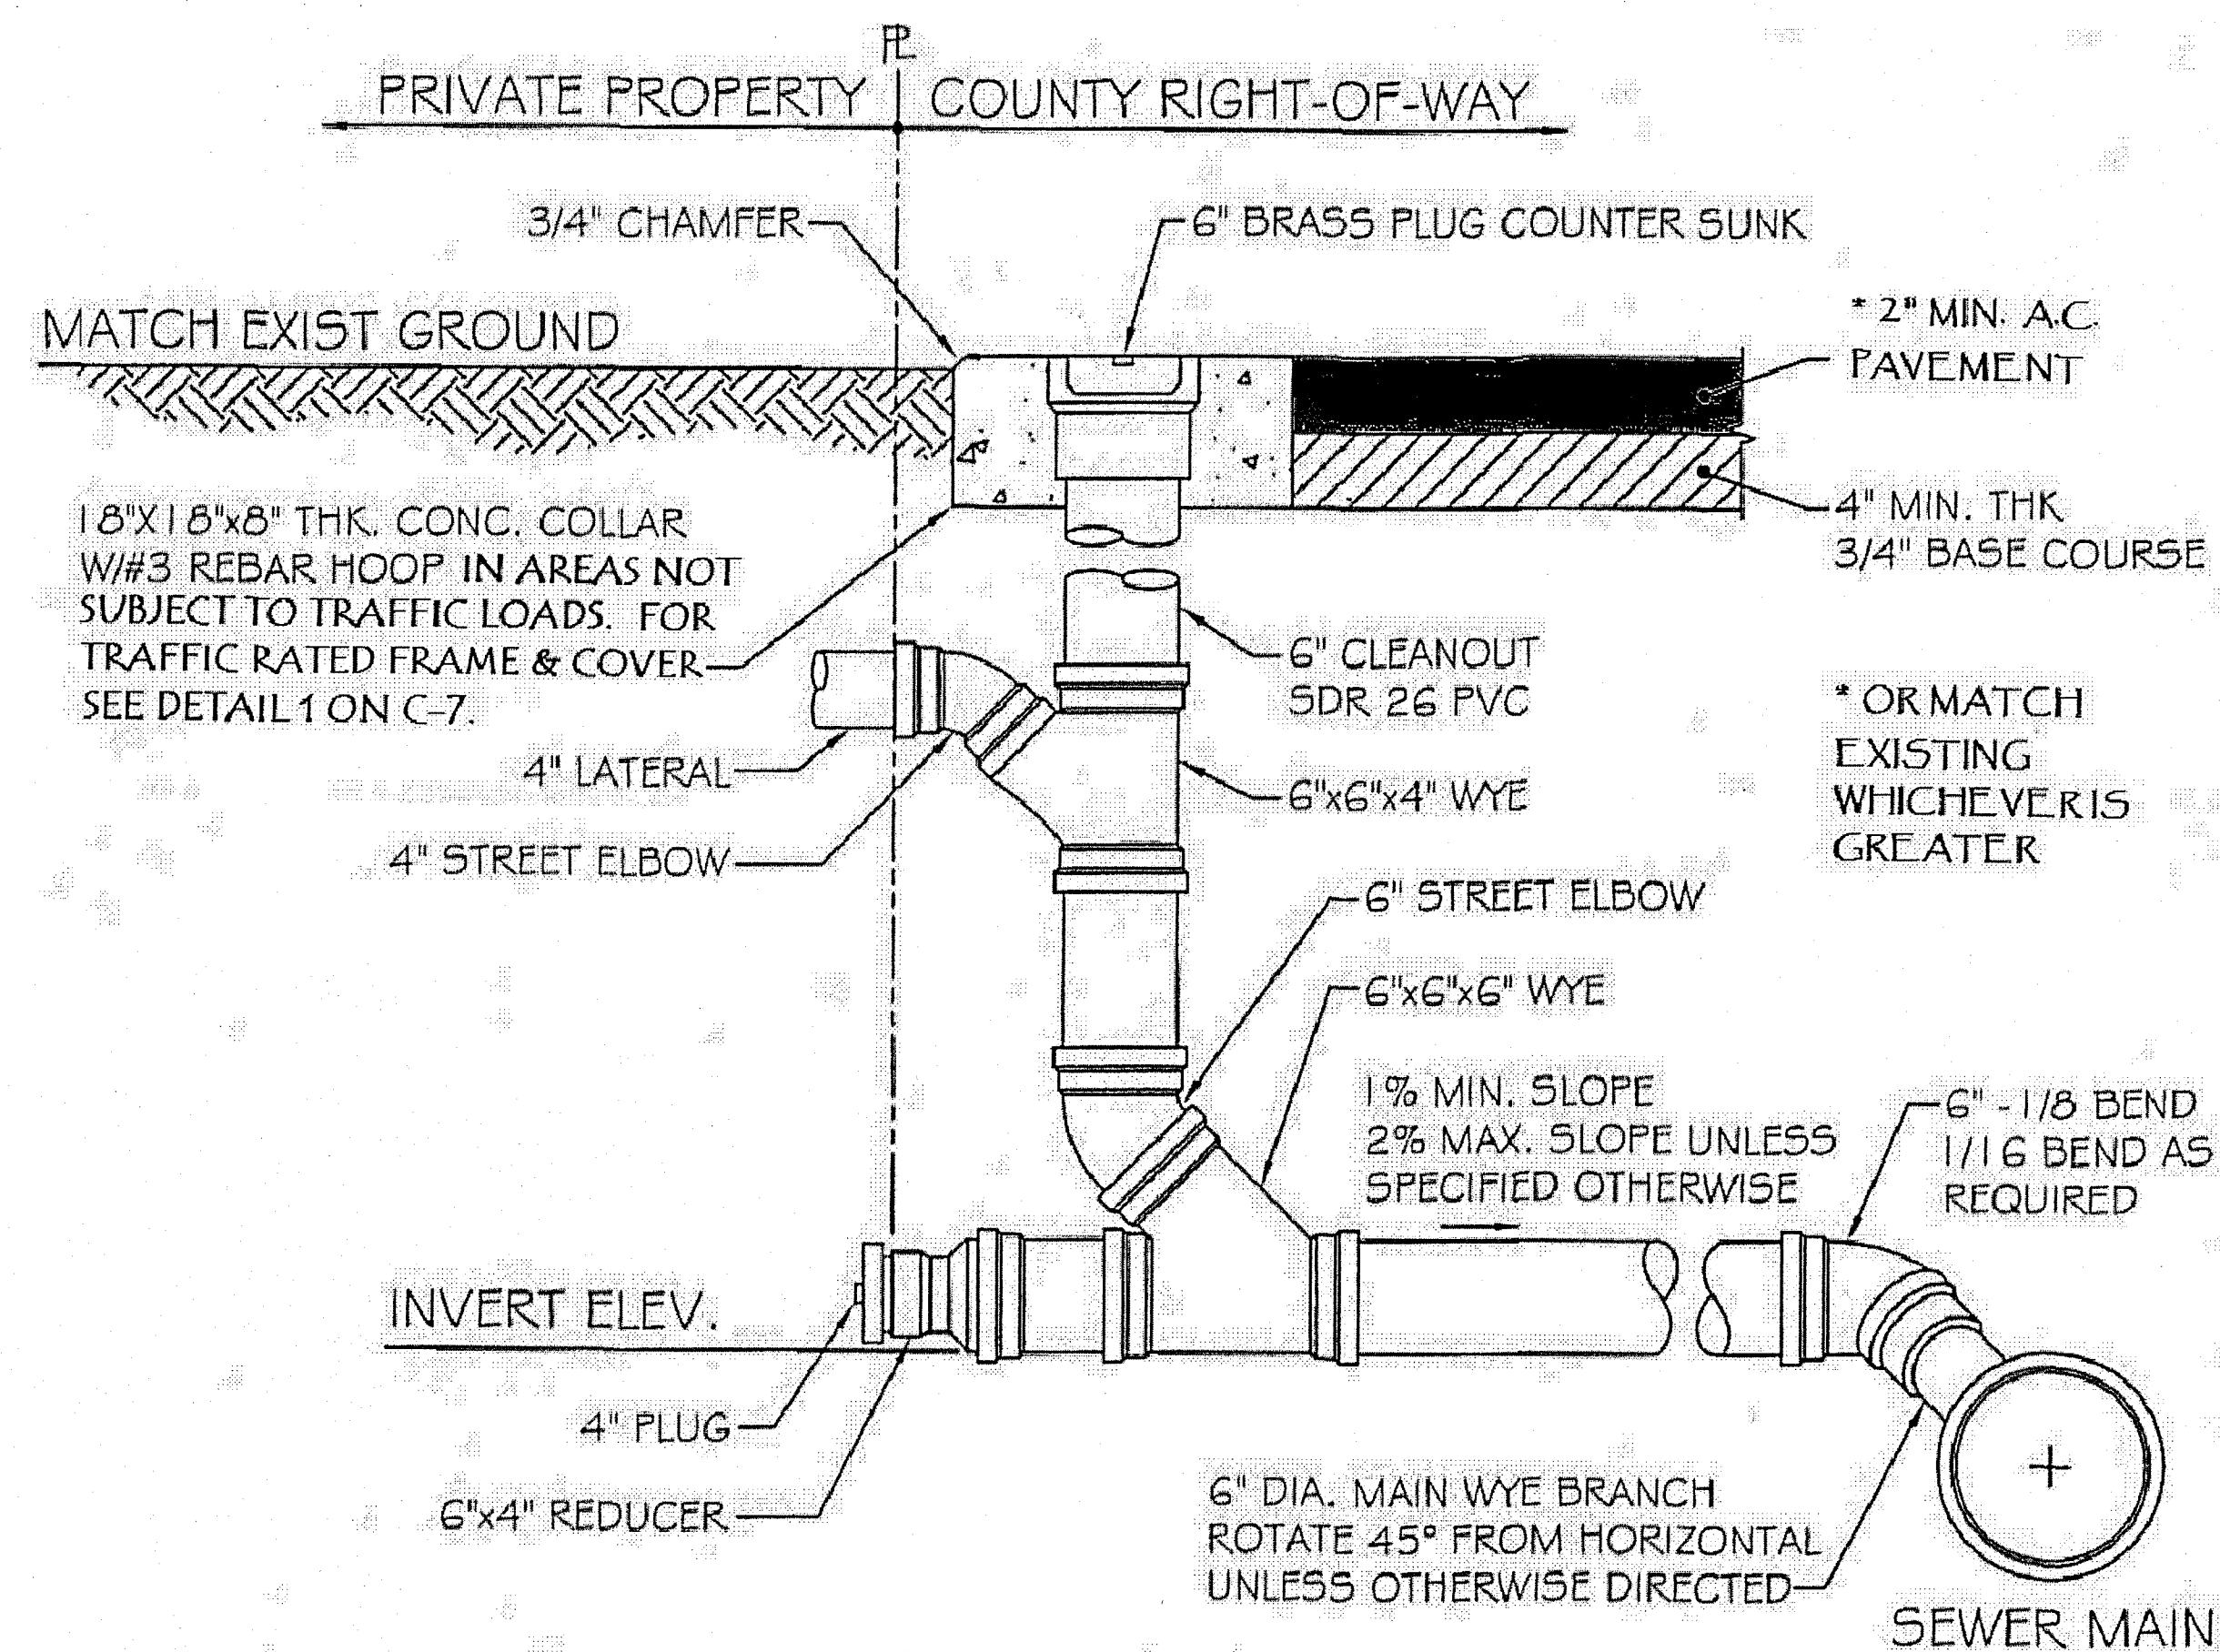 PL
PRIVATE PROPERTY
COUNTY RIGHT-OF-WAY
3/4" CHAMFER
6" BRASS PLUG COUNTER SUNK
MATCH EXIST GROUND
* 2" MIN. A.C.
PAVEMENT
18"X18"x8" THK. CONC. COLLAR
W/#3 REBAR HOOP IN AREAS NOT
SUBJECT TO TRAFFIC LOADS. FOR
TRAFFIC RATED FRAME & COVER
SEE DETAIL 1 ON C-7.
4" MIN. THK
3/4" BASE COURSE
6" CLEANOUT
SDR 26 PVC
* OR MATCH
EXISTING
WHICHEVER IS
GREATER
4" LATERAL
6"x6"x4" WYE
4" STREET ELBOW
6" STREET ELBOW
6"x6"x6" WYE
1% MIN. SLOPE
2% MAX. SLOPE UNLESS
SPECIFIED OTHERWISE
6" - 1/8 BEND
1/16 BEND AS
REQUIRED
INVERT ELEV.
4" PLUG
6"x4" REDUCER
6" DIA. MAIN WYE BRANCH
ROTATE 45° FROM HORIZONTAL
UNLESS OTHERWISE DIRECTED
SEWER MAIN